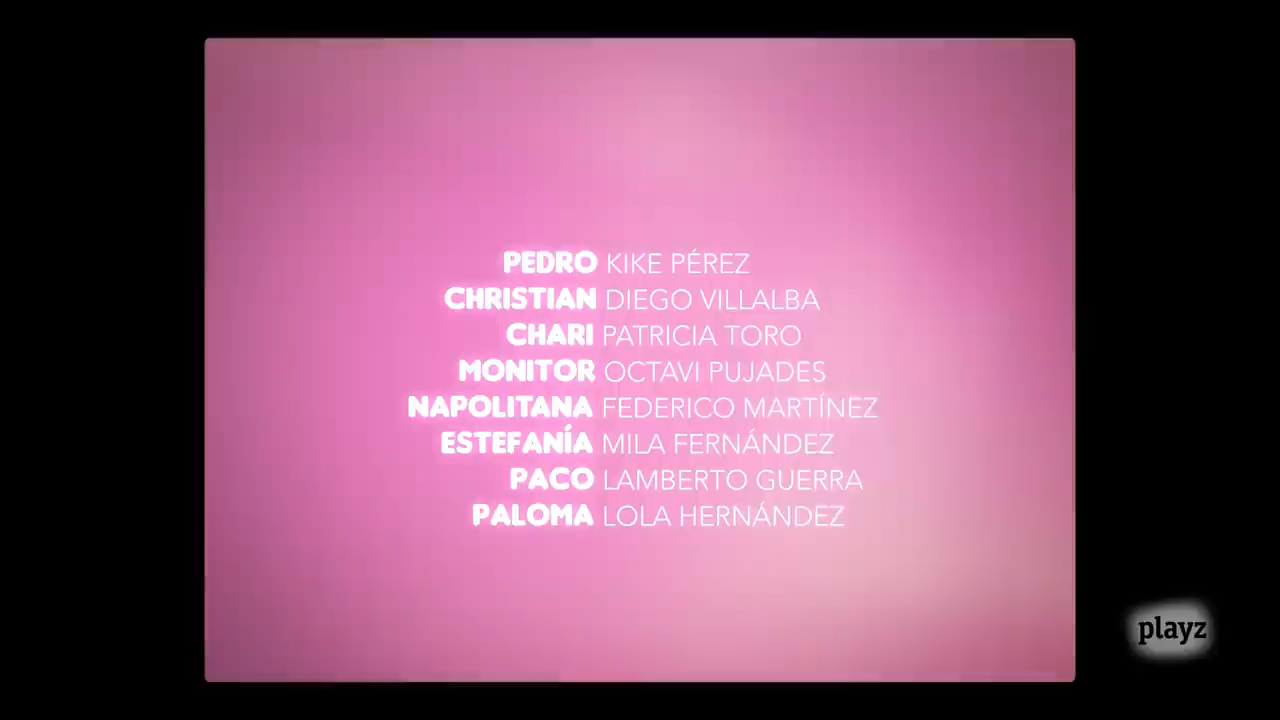 PEDRO KIKE PÉREZ
CHRISTIAN DIEGO VILLALBA
CHARI PATRICIA TORO
MONITOR OCTAVI PUJADES
NAPOLITANA FEDERICO MARTÍNEZ
ESTEFANÍA MILA FERNÁNDEZ
PACO LAMBERTO GUERRA
PALOMA LOLA HERNÁNDEZ
playz